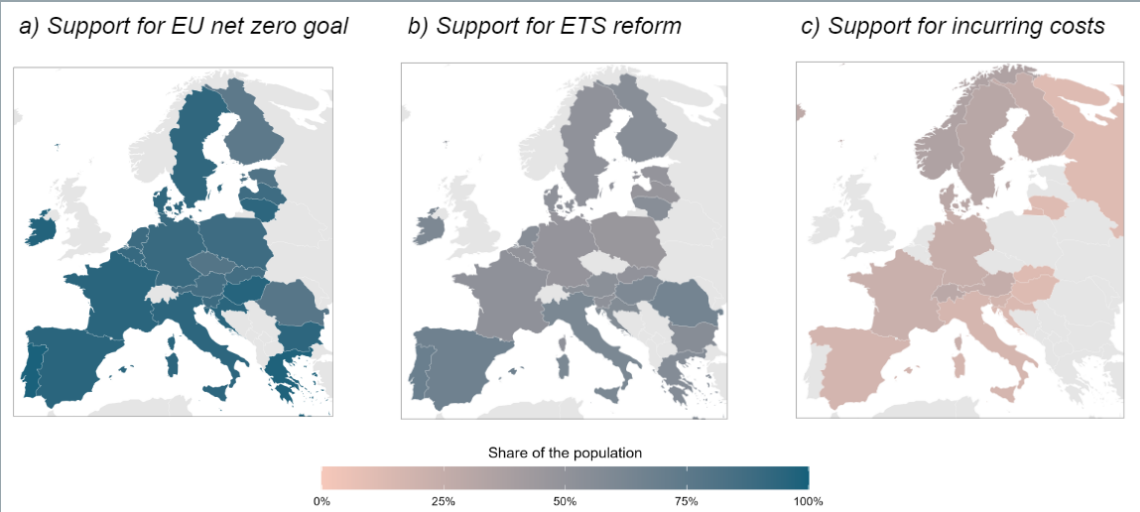 a) Support for EU net zero goal
b) Support for ETS reform
c) Support for incurring costs
Share of the population
0%
25%
50%
75%
100%